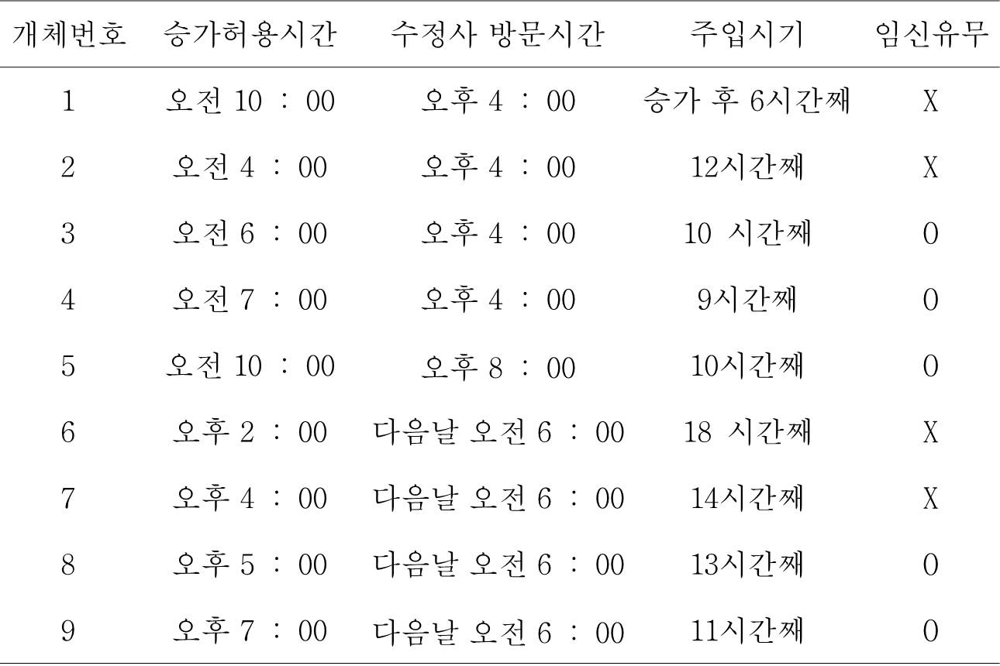 개체번호 승가허용시간 수정사 방문시간 주입시기 임신유무
1 오전 10 : 00 오후 4 : 00 승가 후 6시간째 X
2 오전 4 : 00 오후 4 : 00 12시간째 X
3 오전 6 : 00 오후 4 : 00 10 시간째 O
4 오전 7 : 00 오후 4 : 00 9시간째 O
5 오전 10 : 00 오후 8 : 00 10시간째 O
6 오후 2 : 00 다음날 오전 6 : 00 18 시간째 X
7 오후 4 : 00 다음날 오전 6 : 00 14시간째 X
8 오후 5 : 00 다음날 오전 6 : 00 13시간째 O
9 오후 7 : 00 다음날 오전 6 : 00 11시간째 O